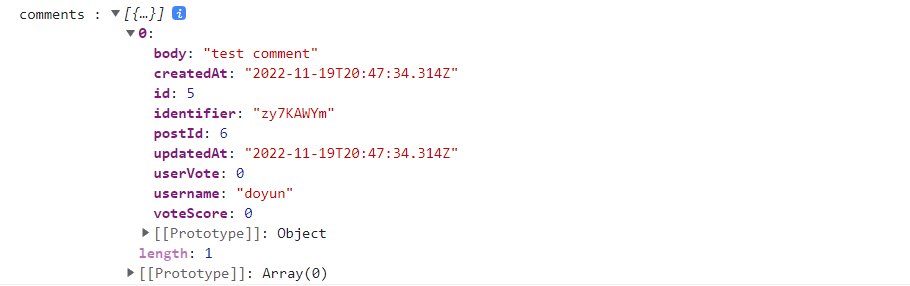 comments : ▼[{…}] i
▼0:
body: "test comment"
createdAt: "2022-11-19T20:47:34.314Z"
id: 5
identifier: "zy7KAWYm"
postId: 6
updatedAt: "2022-11-19T20:47:34.314Z"
userVote: 0
username: "doyun"
voteScore: 0
▶[[Prototype]]: Object
length: 1
▶[[Prototype]]: Array(0)